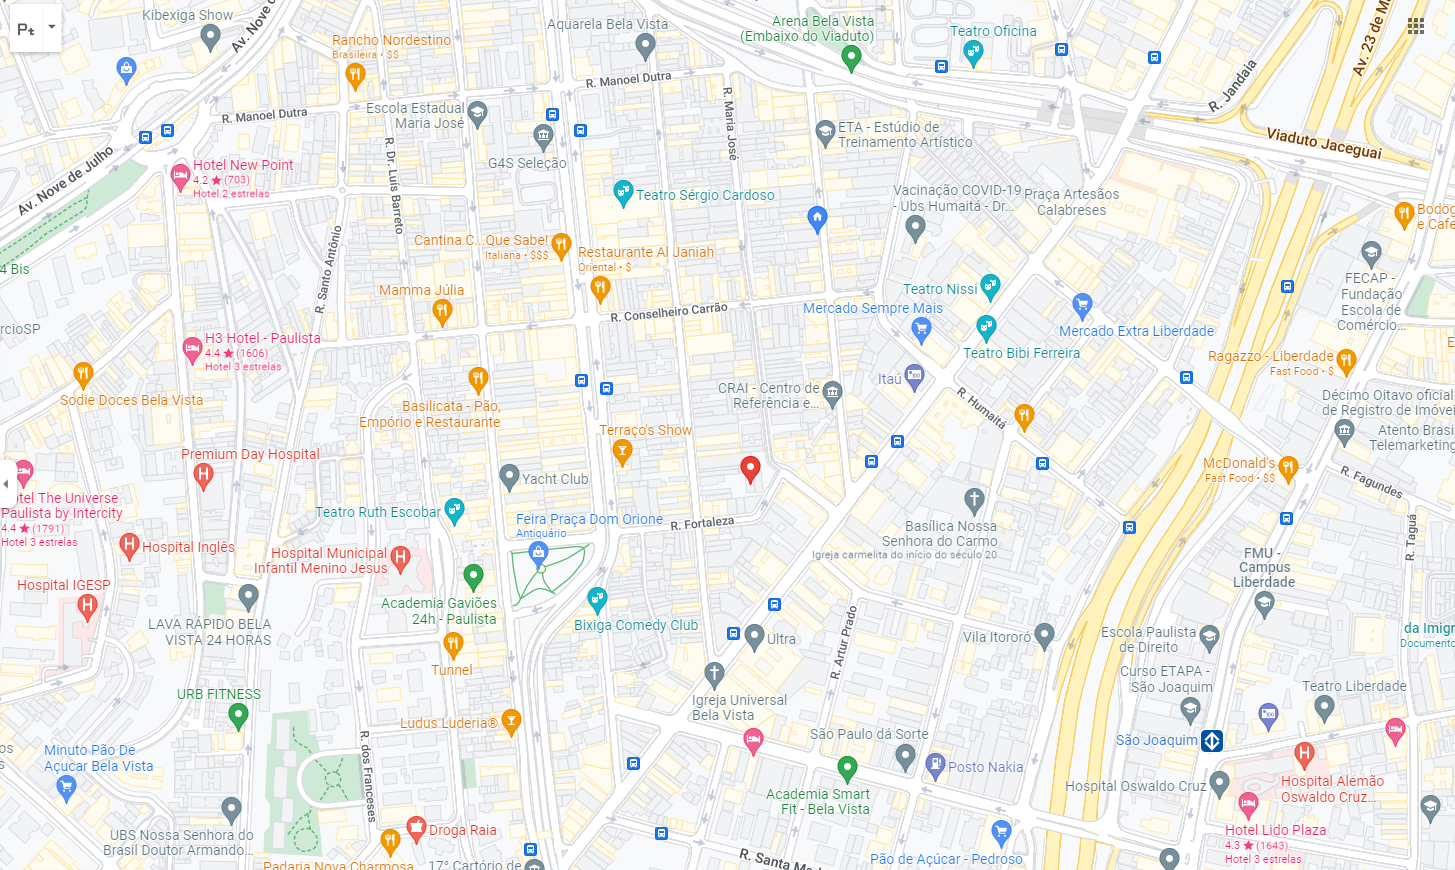 Kibexiga Show
Av. Nove de
Aquarela Bela Vista
Arena Bela Vista
(Embaixo do Viaduto)
Teatro Oficina
Av. 23 de M
Rancho Nordestino
Brasileira • $$
R. Jandaia
R. Manoel Dutra
R. Manoel Dutra
Escola Estadual
Maria José
R. Maria José
ETA - Estúdio de
Treinamento Artístico
Viaduto Jaceguai
G4S Seleção
Av. Nove de Julho
Hotel New Point
4.2 ★ (703)
Hotel 2 estrelas
R. Dr. Luís Barreto
Teatro Sérgio Cardoso
Vacinação COVID-19
- Ubs Humaitá - Dr...
Praça Artesãos
Calabreses
Bodog
e Cafe
Cantina C...Que Sabe!
Italiana • $$$
Restaurante Al Janiah
Oriental • $
R. Santo Antônio
4 Bis
Mamma Júlia
Teatro Nissi
FECAP -
Fundação
Escola de
Comércio...
R. Conselheiro Carrão
Mercado Sempre Mais
Mercado Extra Liberdade
rcioSP
H3 Hotel - Paulista
4.4 ★ (1606)
Hotel 3 estrelas
Teatro Bibi Ferreira
Ragazzo - Liberdade
Fast Food • $
Itaú
CRAI - Centro de
Referência e...
R. Humaitá
Sodie Doces Bela Vista
Basilicata - Pão,
Empório e Restaurante
Décimo Oitavo oficial
de Registro de Imóvei
Terraço's Show
Atento Brasi
Telemarketing
Premium Day Hospital
McDonald's
Fast Food • $$
Yacht Club
R. Fagundes
otel The Universe
Paulista by Intercity
4.4 ★ (1791)
Hotel 3 estrelas
Teatro Ruth Escobar
Feira Praça Dom Orione
Antiquário
R. Fortaleza
Basílica Nossa
Senhora do Carmo
Igreja carmelita do início do século 20
R. Taguá
Hospital Inglês
Hospital Municipal
Infantil Menino Jesus
FMU -
Campus
Liberdade
Hospital IGESP
Academia Gaviões
24h - Paulista
LAVA RÁPIDO BELA
VISTA 24 HORAS
Bixiga Comedy Club
Ultra
R. Artur Prado
Vila Itororó
Escola Paulista
de Direito
da Imigr
Documento
Tunnel
Curso ETAPA -
São Joaquim
URB FITNESS
Igreja Universal
Bela Vista
Teatro Liberdade
Ludus Luderia®
São Paulo dá Sorte
São Joaquim
os
s
Minuto Pão De
Açucar Bela Vista
R. dos Franceses
Posto Nakia
Hospital Oswaldo Cruz
Hospital Alemão
Oswaldo Cruz...
Academia Smart
Fit - Bela Vista
UBS Nossa Senhora do
Brasil Doutor Armando...
Droga Raia
Hotel Lido Plaza
4.3 ★ (1643)
Hotel 3 estrelas
Padaria Nova Charmosa
17° Cartório de
R. Santa Ma
Pão de Açúcar - Pedroso